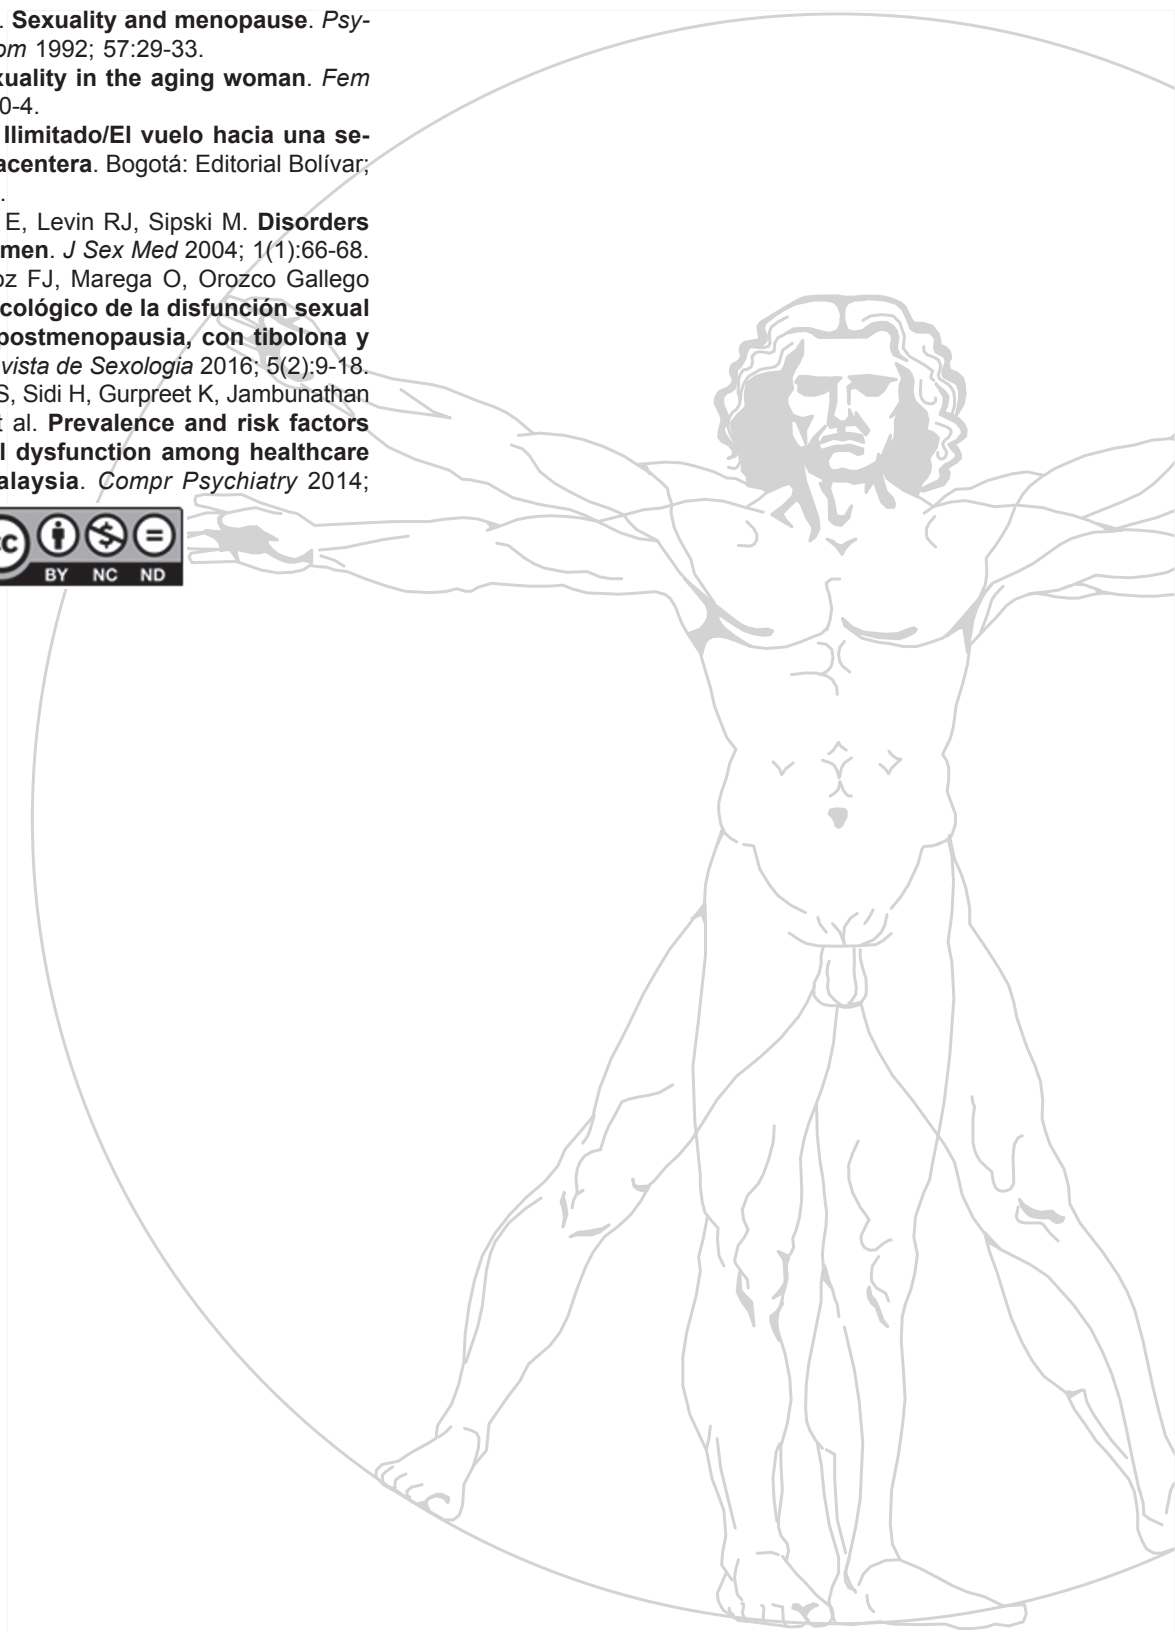 . Sexuality and menopause. Psy-
om 1992; 57:29-33.
xuality in the aging woman. Fem
0-4.
Ilimitado/El vuelo hacia una se-
acentera. Bogotá: Editorial Bolívar;
.
E, Levin RJ, Sipski M. Disorders
men. J Sex Med 2004; 1(1):66-68.
oz FJ, Marega O, Orozco Gallego
cológico de la disfunción sexual
postmenopausia, con tibolona y
vista de Sexologia 2016; 5(2):9-18.
S, Sidi H, Gurpreet K, Jambunathan
t al. Prevalence and risk factors
l dysfunction among healthcare
alaysia. Compr Psychiatry 2014;
cc
BY NC ND